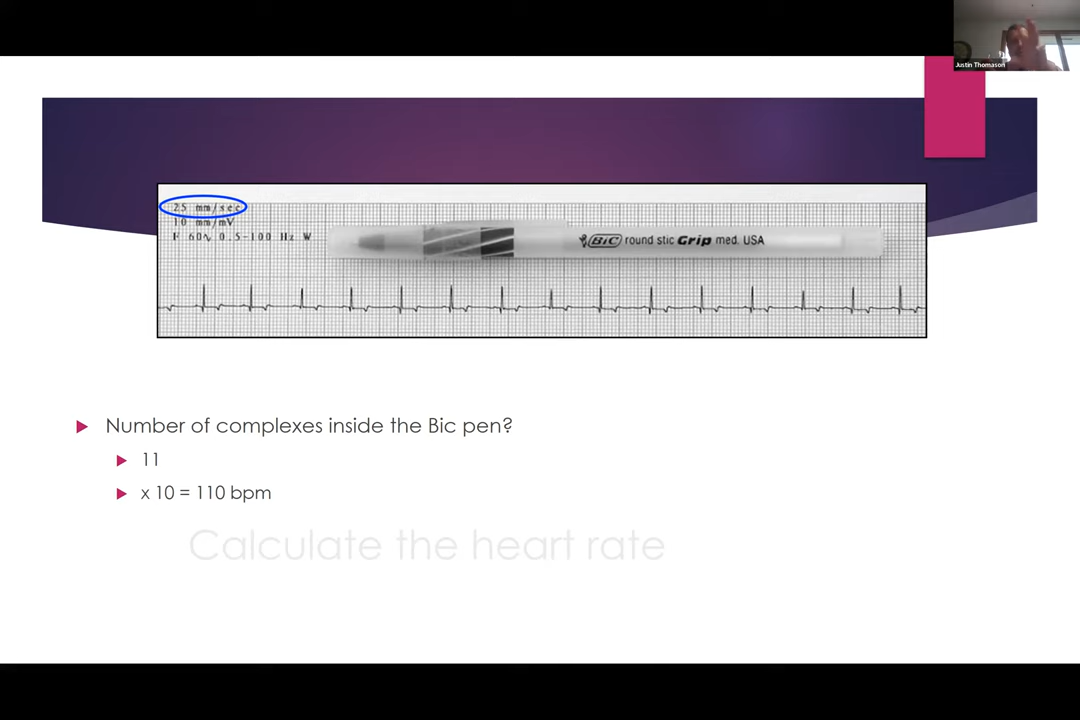 Justin Thomason
25 mm/sec
10 mm/mV
F 60∿ 0.5-100 Hz W
BIC round stic Grip med. USA
Number of complexes inside the Bic pen?
11
x 10 = 110 bpm
Calculate the heart rate